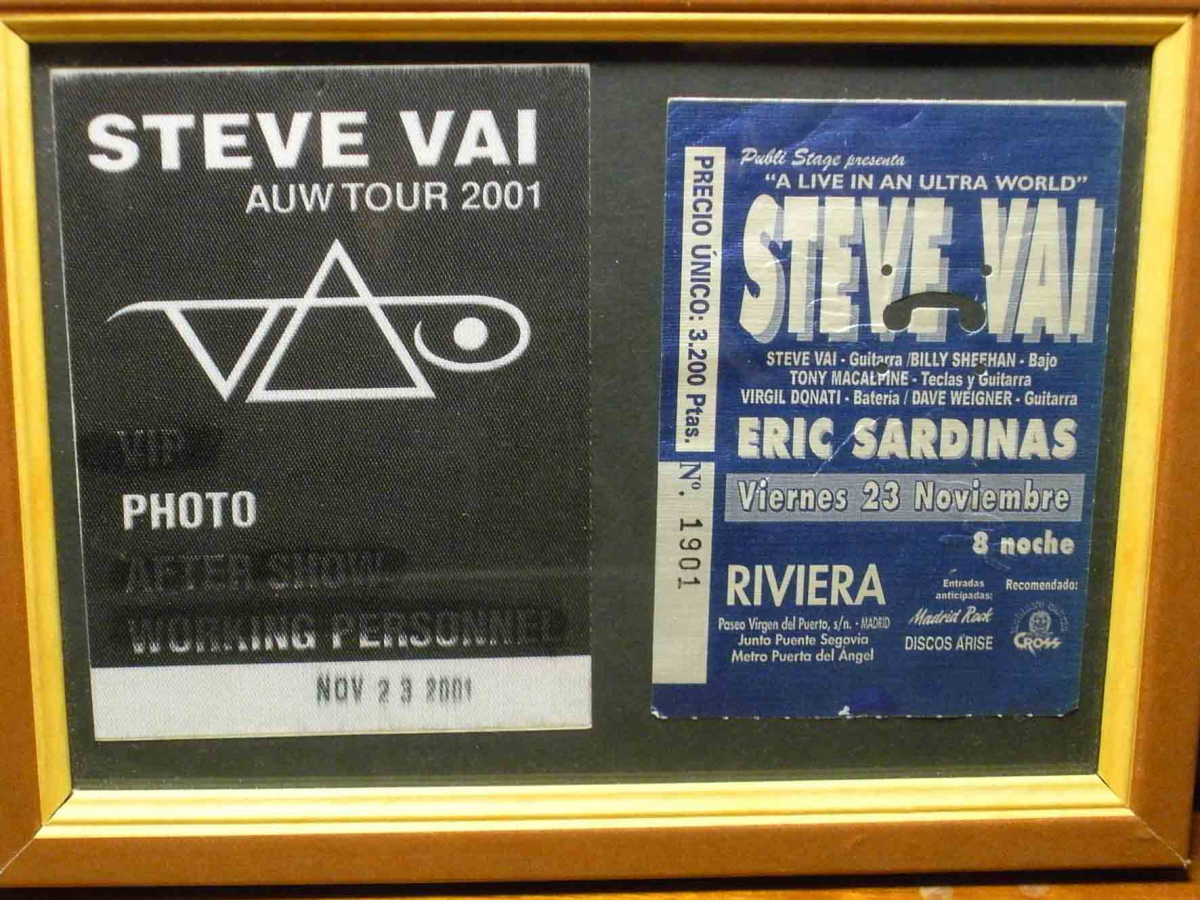 STEVE VAI
AUW TOUR 2001
VIP
PHOTO
AFTER SHOW
WORKING PERSONNEL
NOV 23 2001
PRECIO ÚNICO: 3.200 Ptas. Nº. 1901
Publi Stage presenta
"A LIVE IN AN ULTRA WORLD"
STEVE VAI
STEVE VAI - Guitarra /BILLY SHEEHAN - Bajo
TONY MACALPINE - Teclas y Guitarra
VIRGIL DONATI - Batería / DAVE WEIGNER - Guitarra
ERIC SARDINAS
Viernes 23 Noviembre
8 noche
RIVIERA
Paseo Virgen del Puerto, s/n. - MADRID
Junto Puente Segovia
Metro Puerta del Ángel
Entradas
anticipadas:
Madrid Rock
DISCOS ARISE
Recomendado:
CROSS